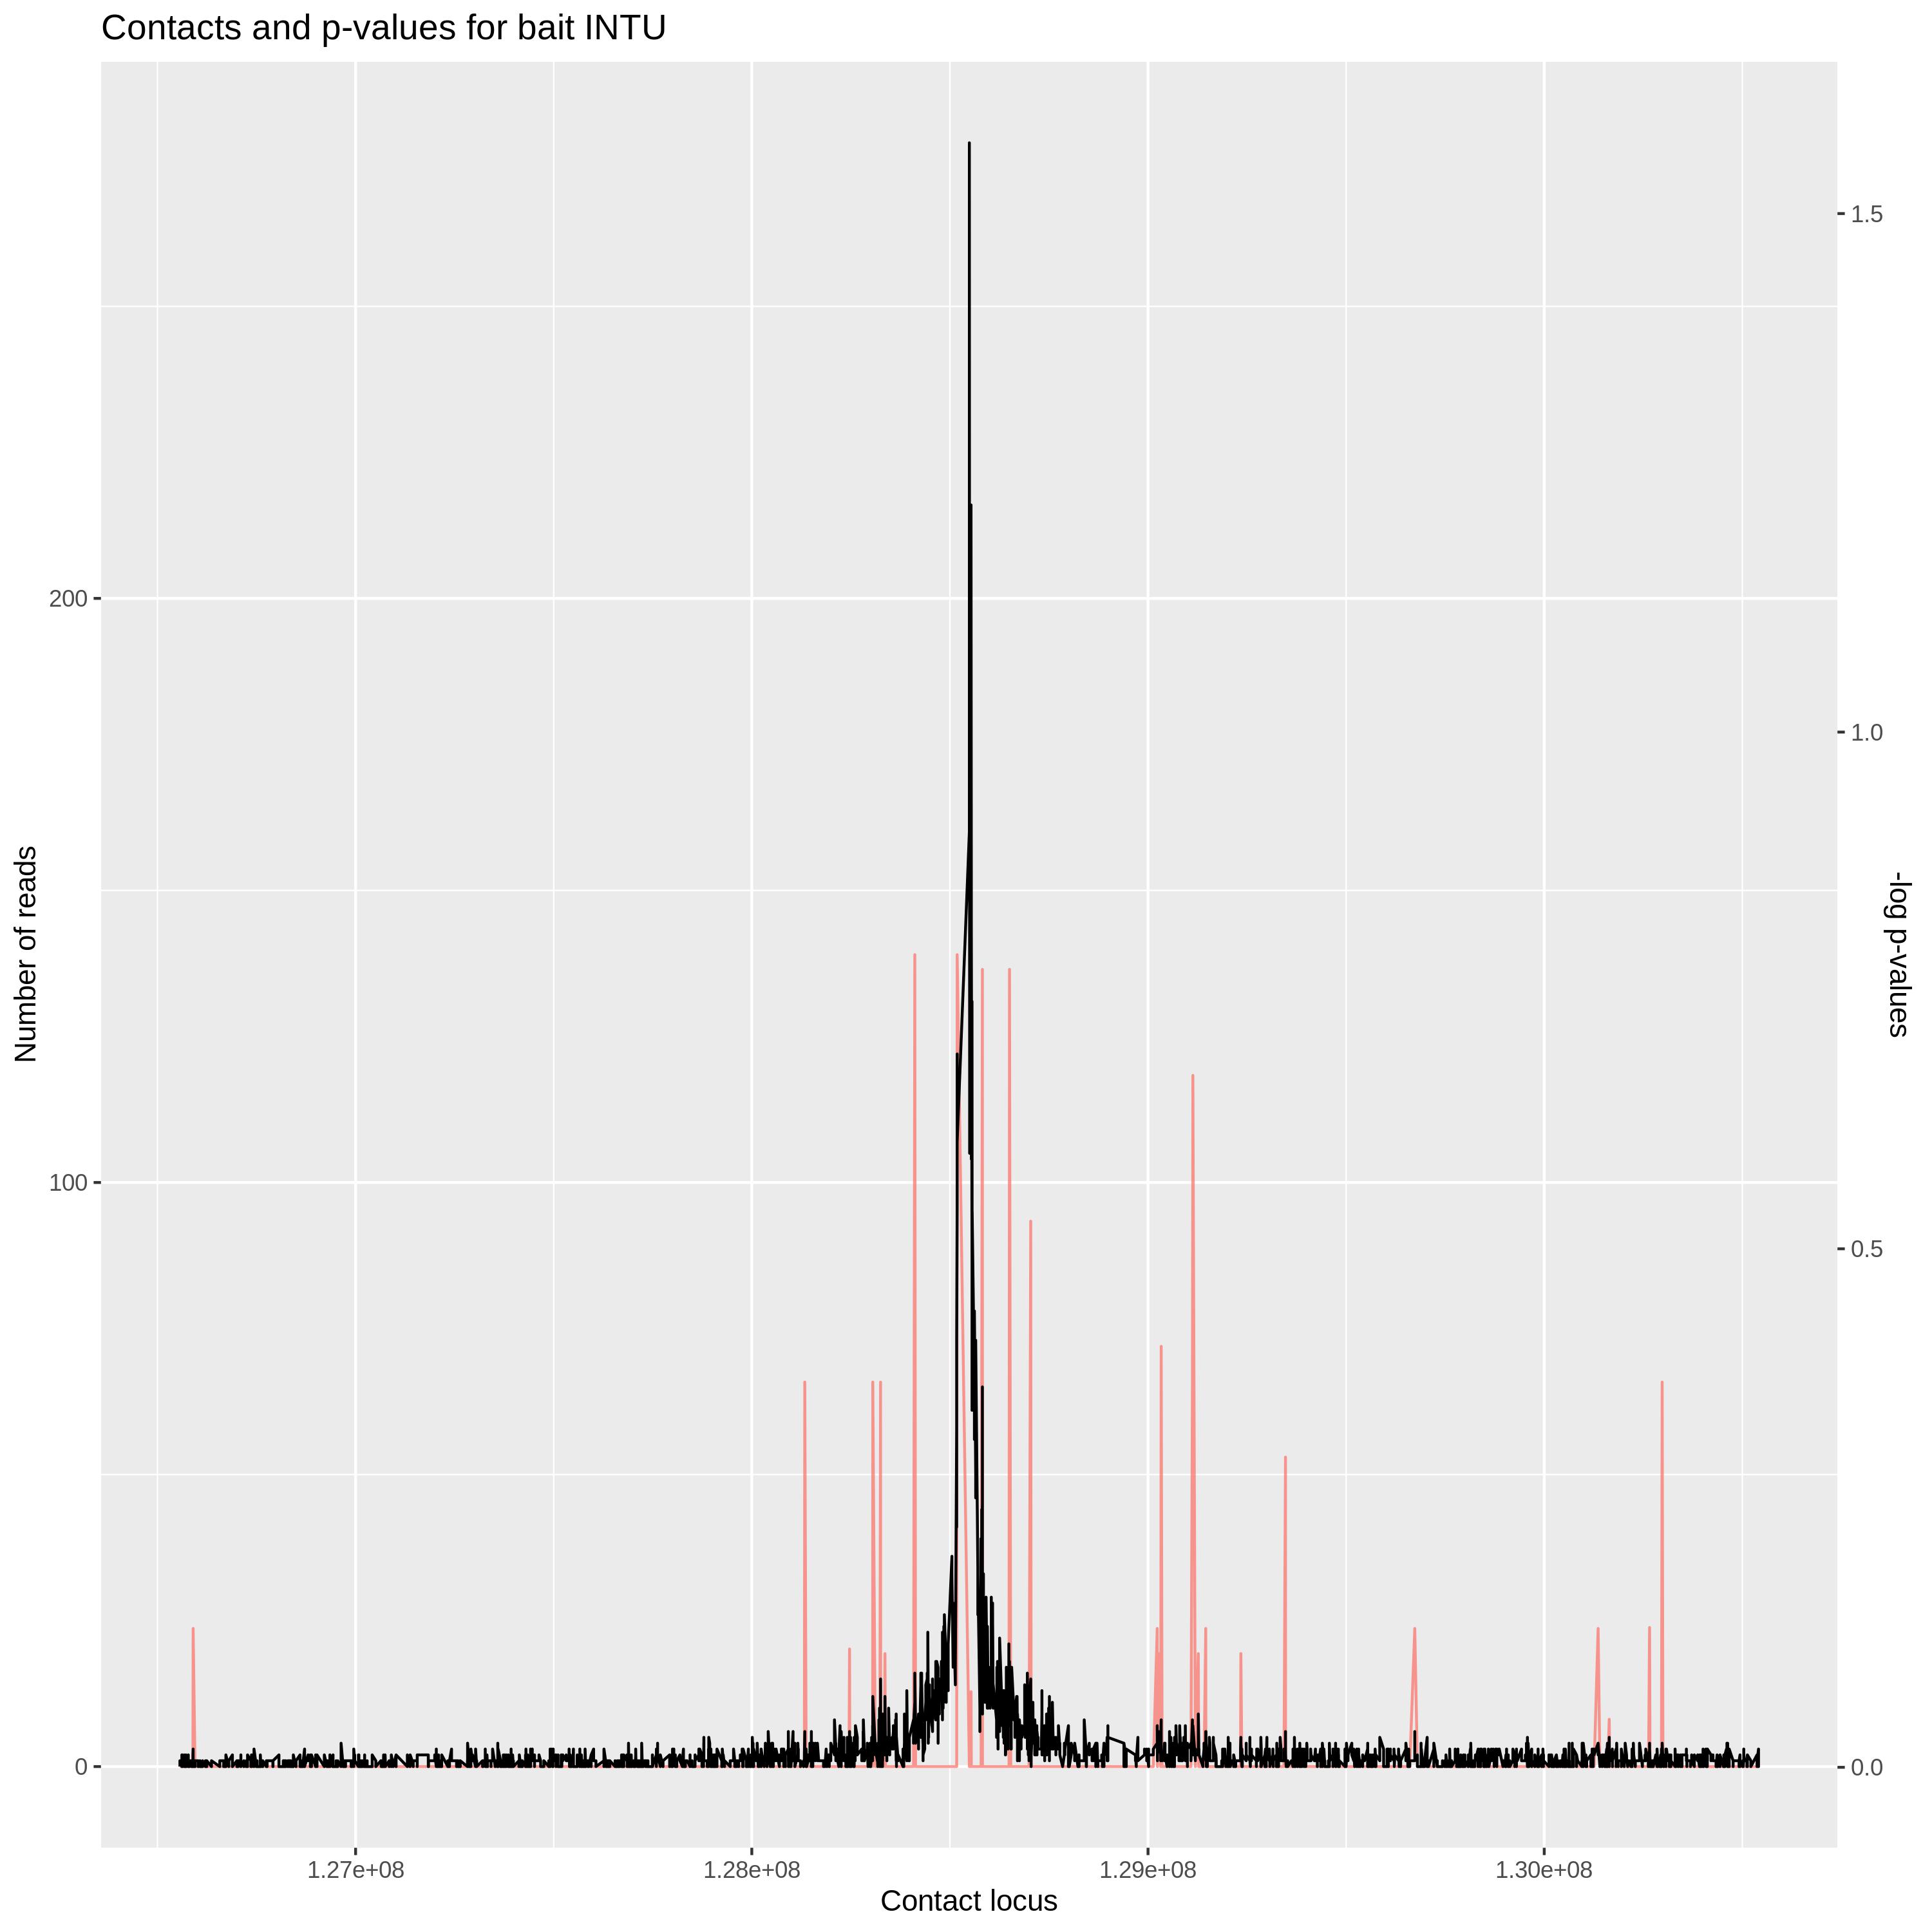 Contacts and p-values for bait INTU
Number of reads
200
100
0
1.5
1.0
0.5
0.0
-log p-values
1.27e+08
1.28e+08
1.29e+08
1.30e+08
Contact locus